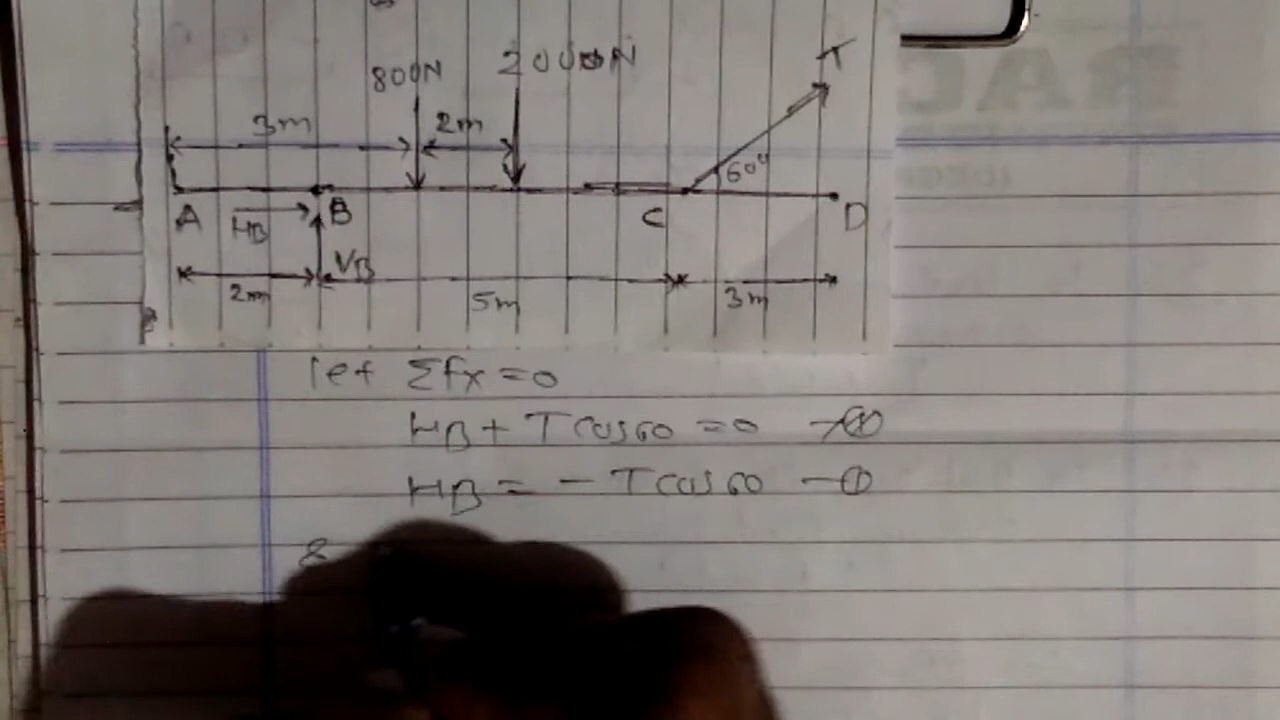 T
800N
2000N
3m
2m
60°
A
HB
B
C
D
VB
2m
5m
3m
let Σfx=0
HB + T cos60 = 0
HB = - T cos60 - ①
&